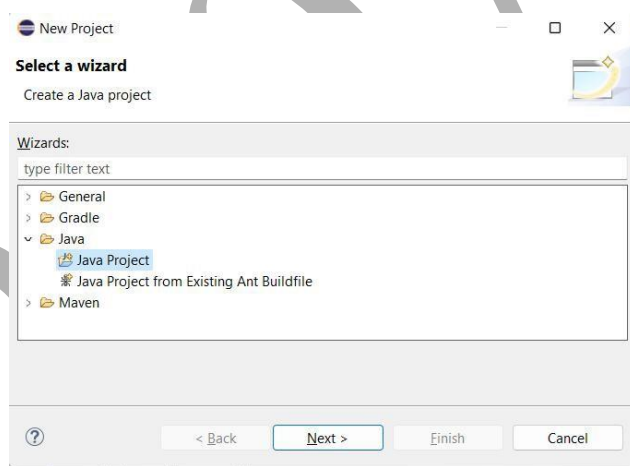 New Project
Select a wizard
Create a Java project
Wizards:
type filter text
General
Gradle
Java
Java Project
Java Project from Existing Ant Buildfile
Maven
? < Back Next > Finish Cancel